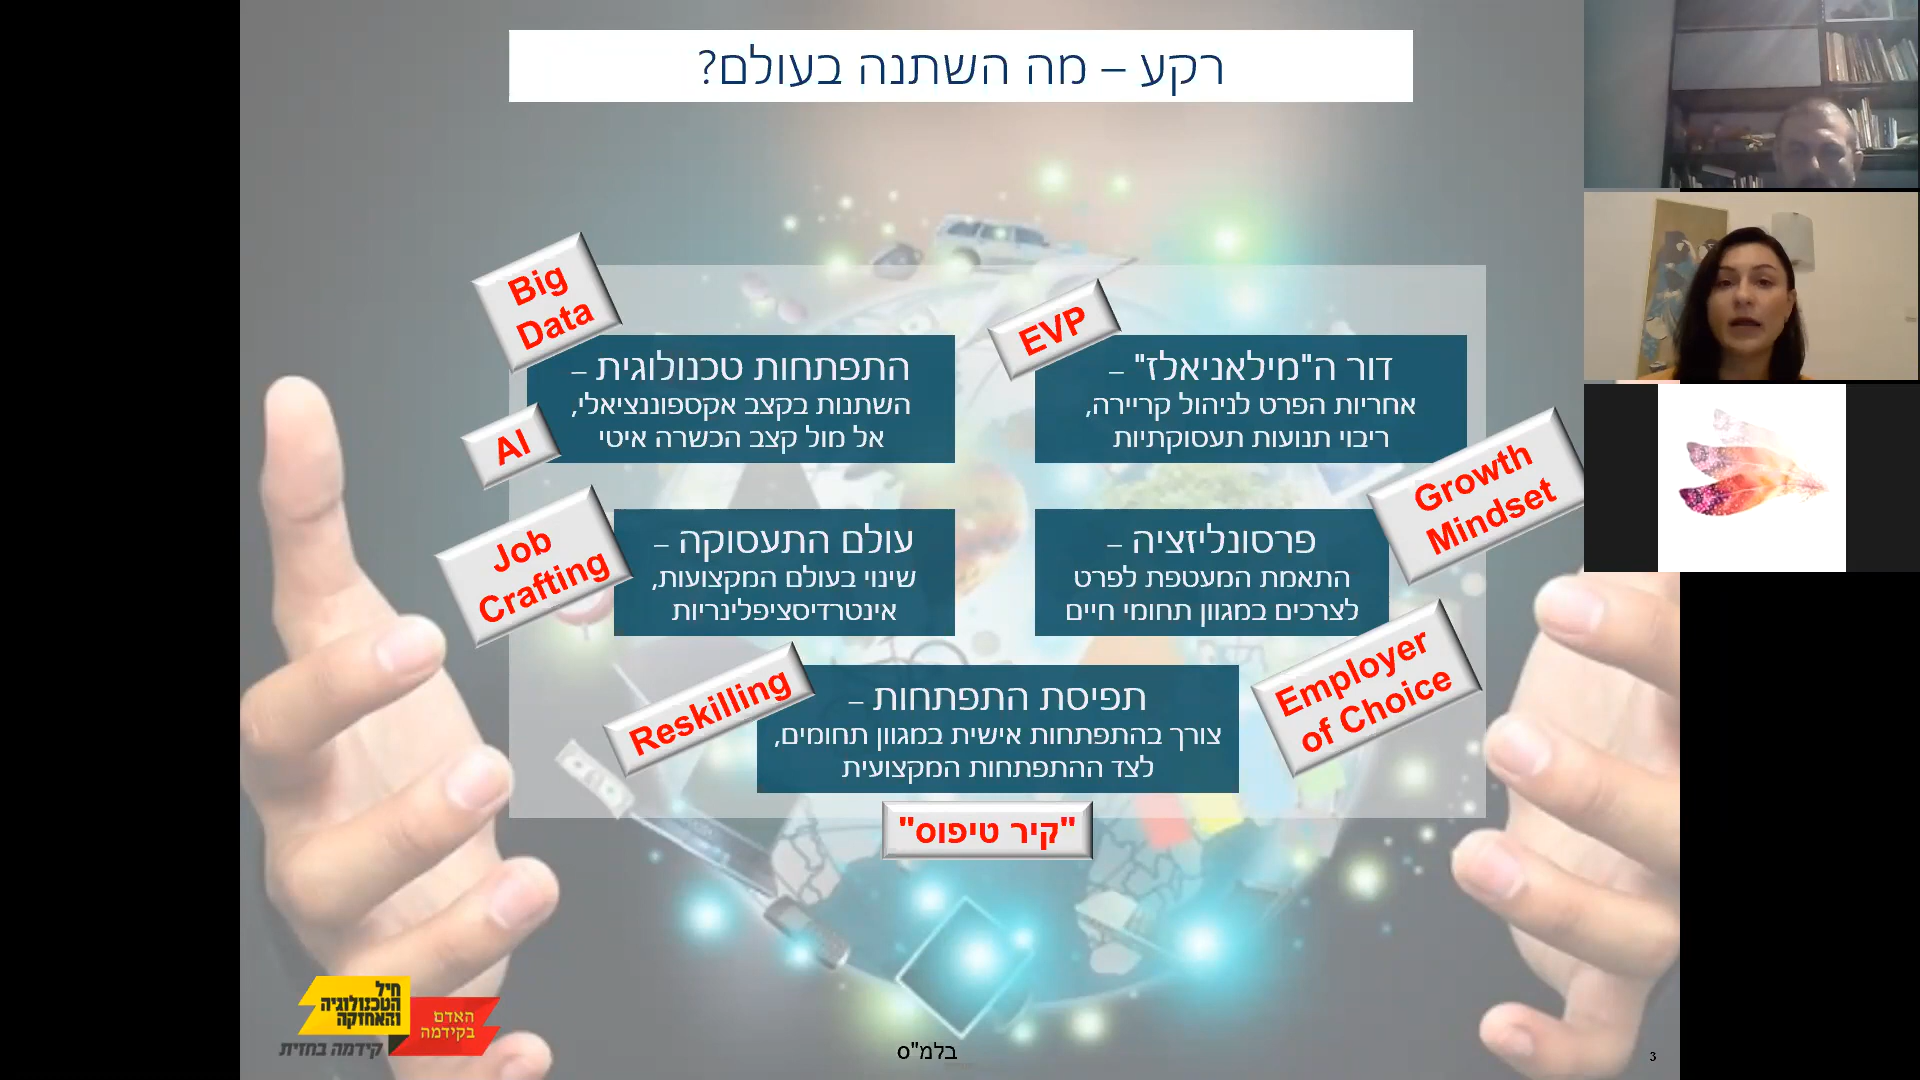 רקע – מה השתנה בעולם?
EVP
דור ה"מילאניאלז" –
אחריות הפרט לניהול קריירה,
ריבוי תנועות תעסוקתיות
Big
Data
התפתחות טכנולוגית –
השתנות בקצב אקספוננציאלי,
אל מול קצב הכשרה איטי
AI
Growth
Mindset
פרסונליזציה –
התאמת המעטפת לפרט
לצרכים במגוון תחומי חיים
Job
Crafting
עולם התעסוקה –
שינוי בעולם המקצועות,
אינטרדיסציפלינריות
Employer
of Choice
Reskilling
תפיסת התפתחות –
צורך בהתפתחות אישית במגוון תחומים,
לצד ההתפתחות המקצועית
"קיר טיפוס"
חיל
הטכנולוגיה
והאחזקה
האדם
בקידמה
קידמה בחזית
בלמ"ס
3